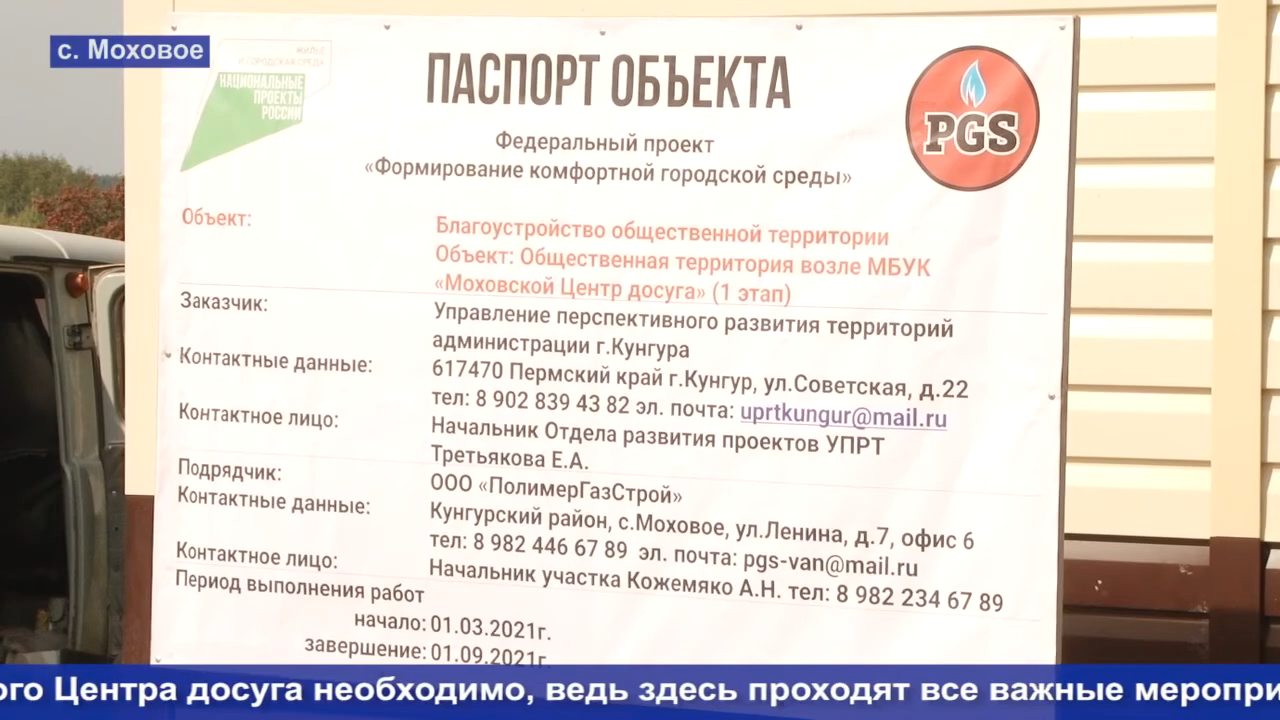 с. Моховое
ЖИЛЬЕ
И ГОРОДСКАЯ СРЕДА
НАЦИОНАЛЬНЫЕ
ПРОЕКТЫ
РОССИИ
ПАСПОРТ ОБЪЕКТА
PGS
Федеральный проект
«Формирование комфортной городской среды»
Объект: Благоустройство общественной территории
Объект: Общественная территория возле МБУК
«Моховской Центр досуга» (1 этап)
Заказчик: Управление перспективного развития территорий
администрации г.Кунгура
Контактные данные: 617470 Пермский край г.Кунгур, ул.Советская, д.22
тел: 8 902 839 43 82 эл. почта: uprtkungur@mail.ru
Контактное лицо: Начальник Отдела развития проектов УПРТ
Третьякова Е.А.
Подрядчик: ООО «ПолимерГазСтрой»
Контактные данные: Кунгурский район, с.Моховое, ул.Ленина, д.7, офис 6
тел: 8 982 446 67 89 эл. почта: pgs-van@mail.ru
Контактное лицо: Начальник участка Кожемяко А.Н. тел: 8 982 234 67 89
Период выполнения работ
начало: 01.03.2021г.
завершение: 01.09.2021г.
ого Центра досуга необходимо, ведь здесь проходят все важные меропри